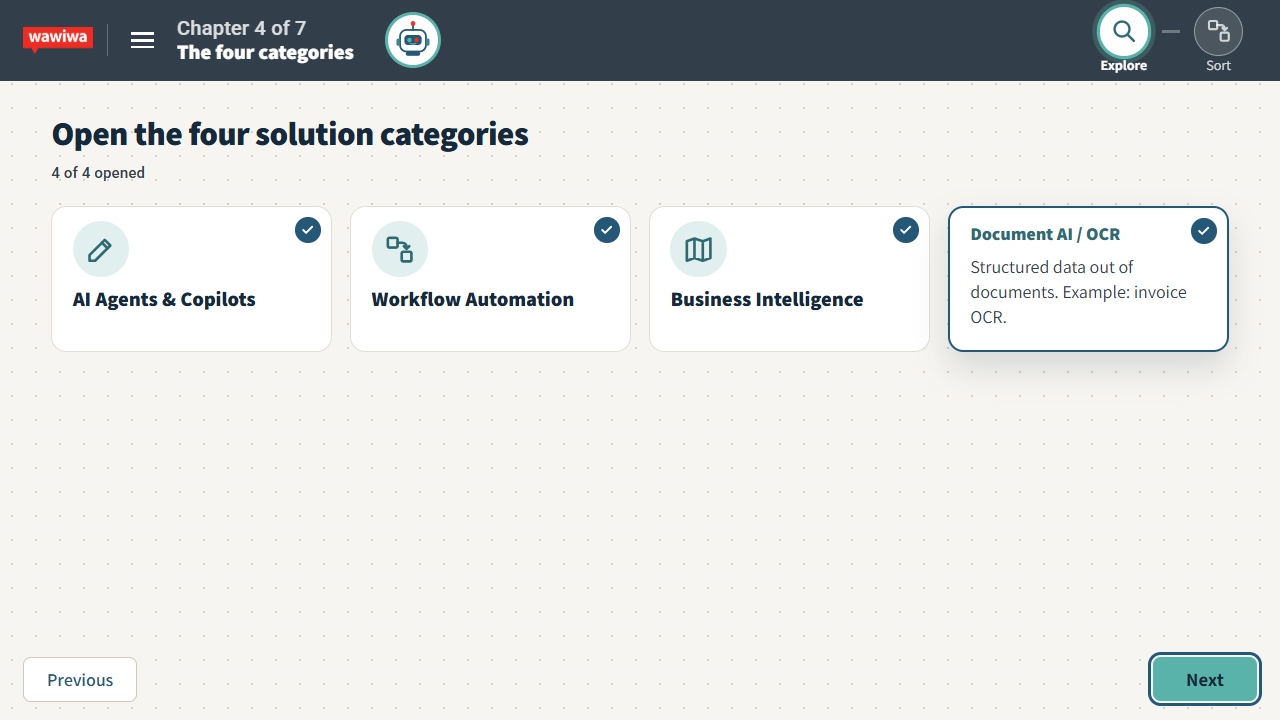 wawiwa
Chapter 4 of 7
The four categories
Explore
Sort
Open the four solution categories
4 of 4 opened
AI Agents & Copilots
Workflow Automation
Business Intelligence
Document AI / OCR
Structured data out of
documents. Example: invoice
OCR.
Previous
Next